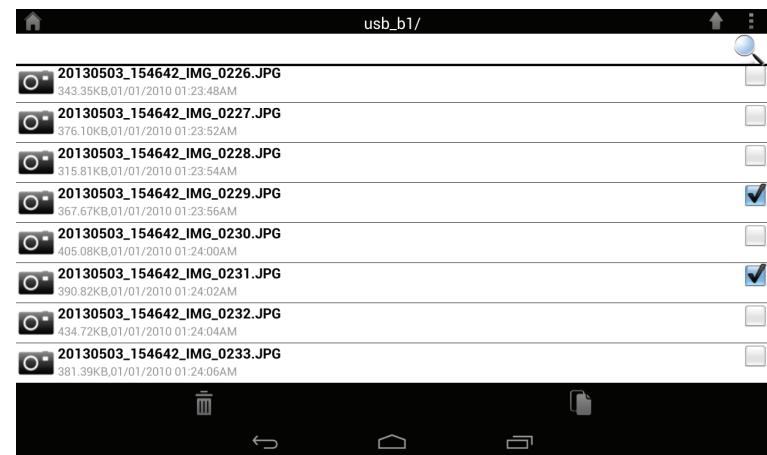 usb_b1/
20130503_154642_IMG_0226.JPG
343.35KB,01/01/2010 01:23:48AM
20130503_154642_IMG_0227.JPG
376.10KB,01/01/2010 01:23:52AM
20130503_154642_IMG_0228.JPG
315.81KB,01/01/2010 01:23:54AM
20130503_154642_IMG_0229.JPG
367.67KB,01/01/2010 01:23:56AM
20130503_154642_IMG_0230.JPG
405.08KB,01/01/2010 01:24:00AM
20130503_154642_IMG_0231.JPG
390.82KB,01/01/2010 01:24:02AM
20130503_154642_IMG_0232.JPG
434.72KB,01/01/2010 01:24:04AM
20130503_154642_IMG_0233.JPG
381.39KB,01/01/2010 01:24:06AM